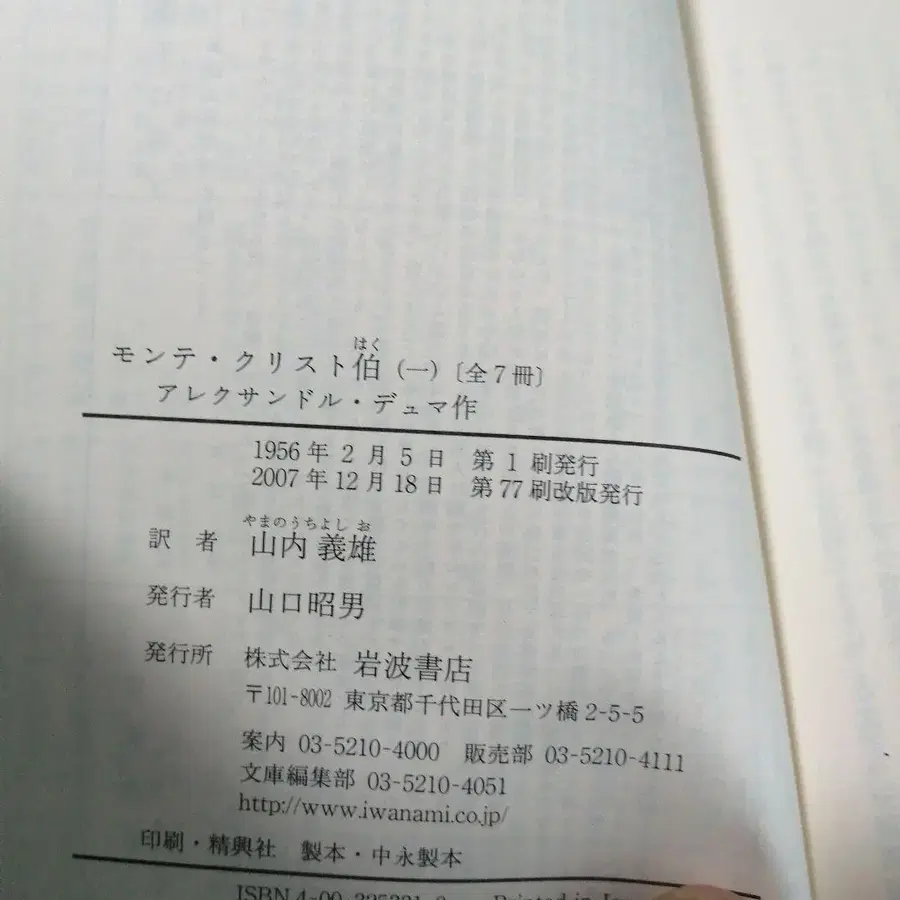 はく
モンテ・クリスト伯（一）〔全7冊〕
アレクサンドル・デュマ作
1956年2月5日 第1刷発行
2007年12月18日 第77刷改版発行
やまのうちよしお
訳者 山内義雄
発行者 山口昭男
発行所 株式会社 岩波書店
〒101-8002 東京都千代田区一ツ橋2-5-5
案内 03-5210-4000 販売部 03-5210-4111
文庫編集部 03-5210-4051
http://www.iwanami.co.jp/
印刷・精興社 製本・中永製本
ISBN Printed in